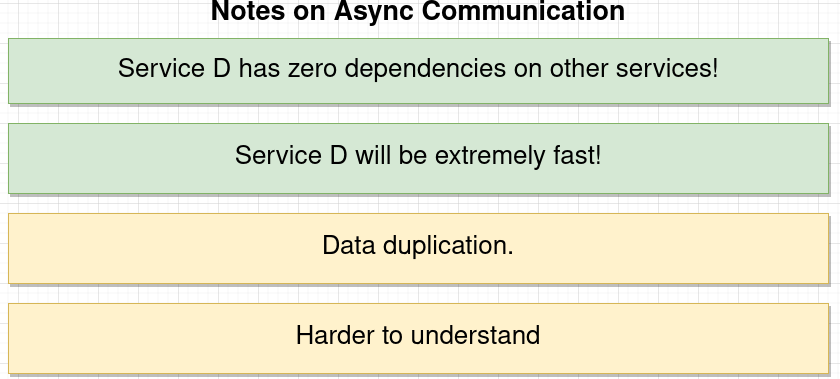 Notes on Async Communication
Service D has zero dependencies on other services!
Service D will be extremely fast!
Data duplication.
Harder to understand